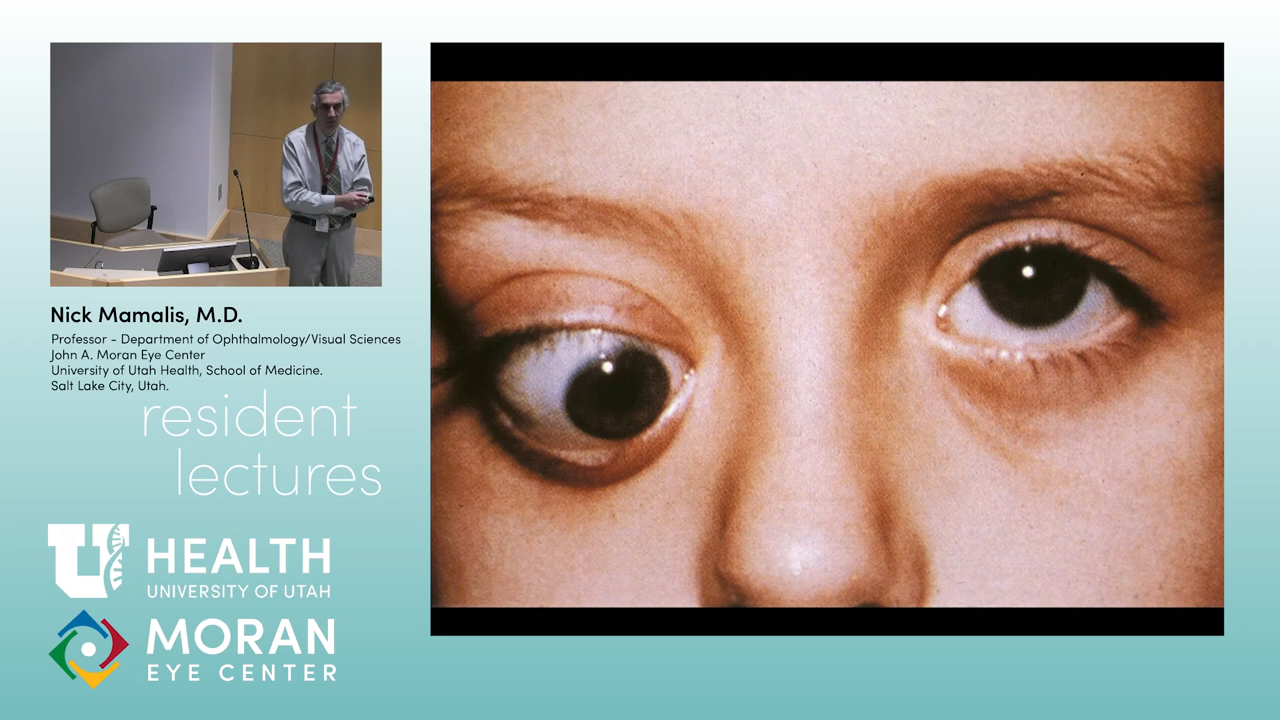 Nick Mamalis, M.D.
Professor - Department of Ophthalmology/Visual Sciences
John A. Moran Eye Center
University of Utah Health, School of Medicine.
Salt Lake City, Utah.
resident
lectures
U HEALTH
UNIVERSITY OF UTAH
MORAN
EYE CENTER